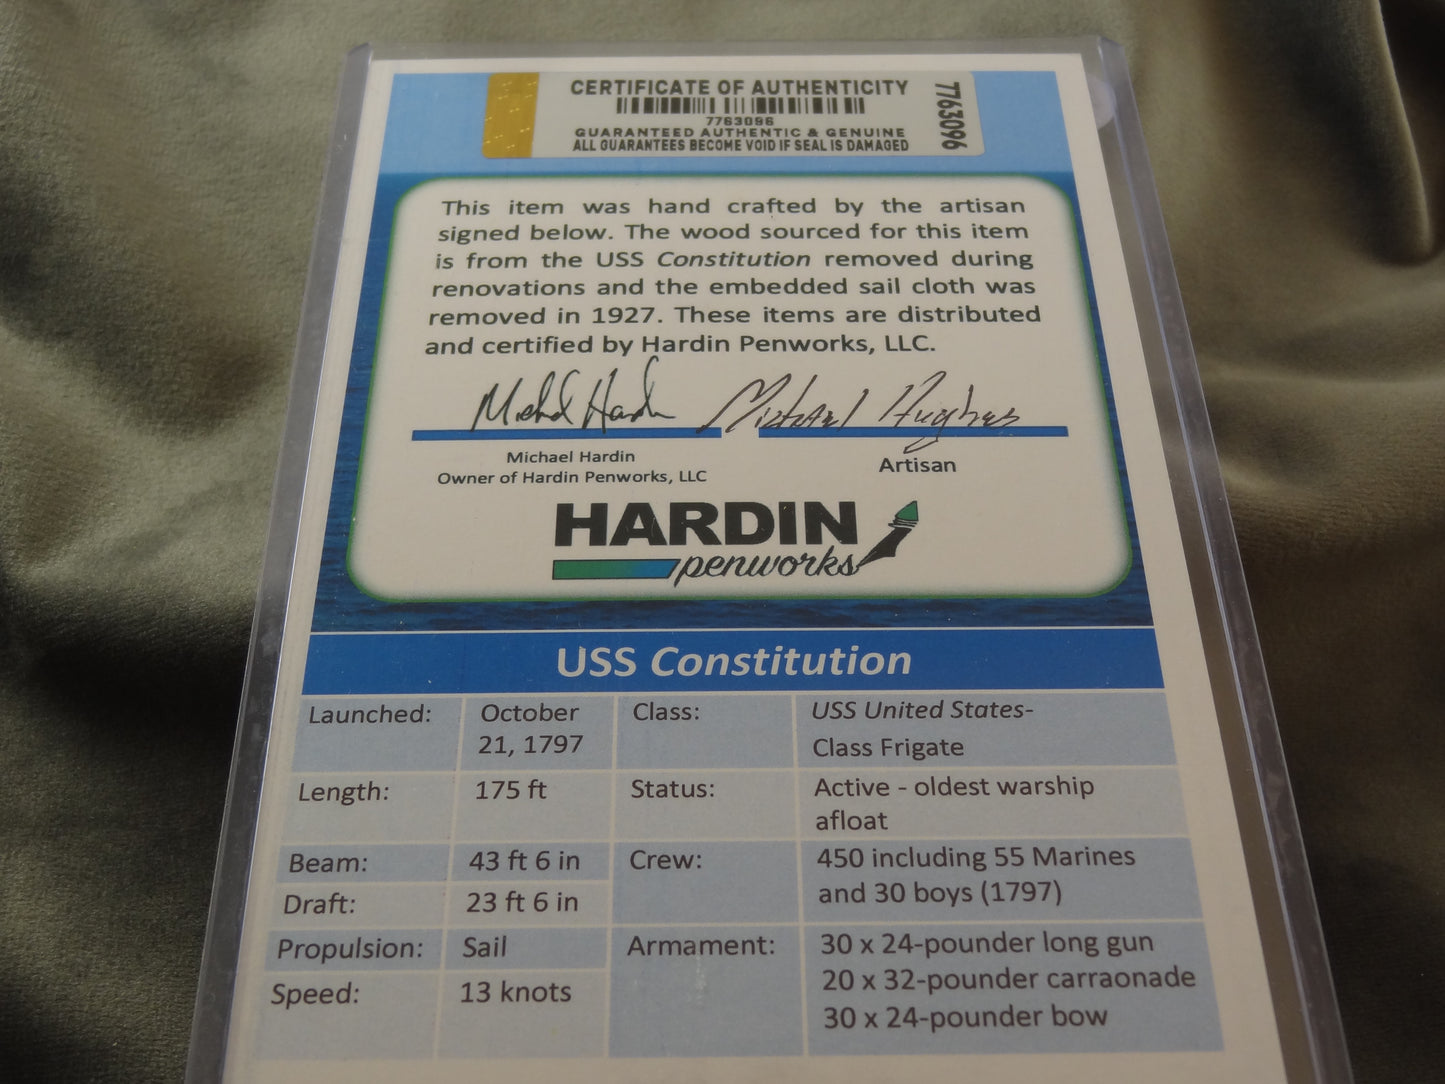 CERTIFICATE OF AUTHENTICITY
7763096
GUARANTEED AUTHENTIC & GENUINE
ALL GUARANTEES BECOME VOID IF SEAL IS DAMAGED
7763096
This item was hand crafted by the artisan
signed below. The wood sourced for this item
is from the USS Constitution removed during
renovations and the embedded sail cloth was
removed in 1927. These items are distributed
and certified by Hardin Penworks, LLC.
Michael Hardin Michael Hughes
Michael Hardin
Owner of Hardin Penworks, LLC
Artisan
HARDIN
penworks
USS Constitution
Launched: October 21, 1797 Class: USS United States-
Class Frigate
Length: 175 ft Status: Active - oldest warship
afloat
Beam: 43 ft 6 in Crew: 450 including 55 Marines
and 30 boys (1797)
Draft: 23 ft 6 in
Propulsion: Sail Armament: 30 x 24-pounder long gun
20 x 32-pounder carraonade
Speed: 13 knots 30 x 24-pounder bow